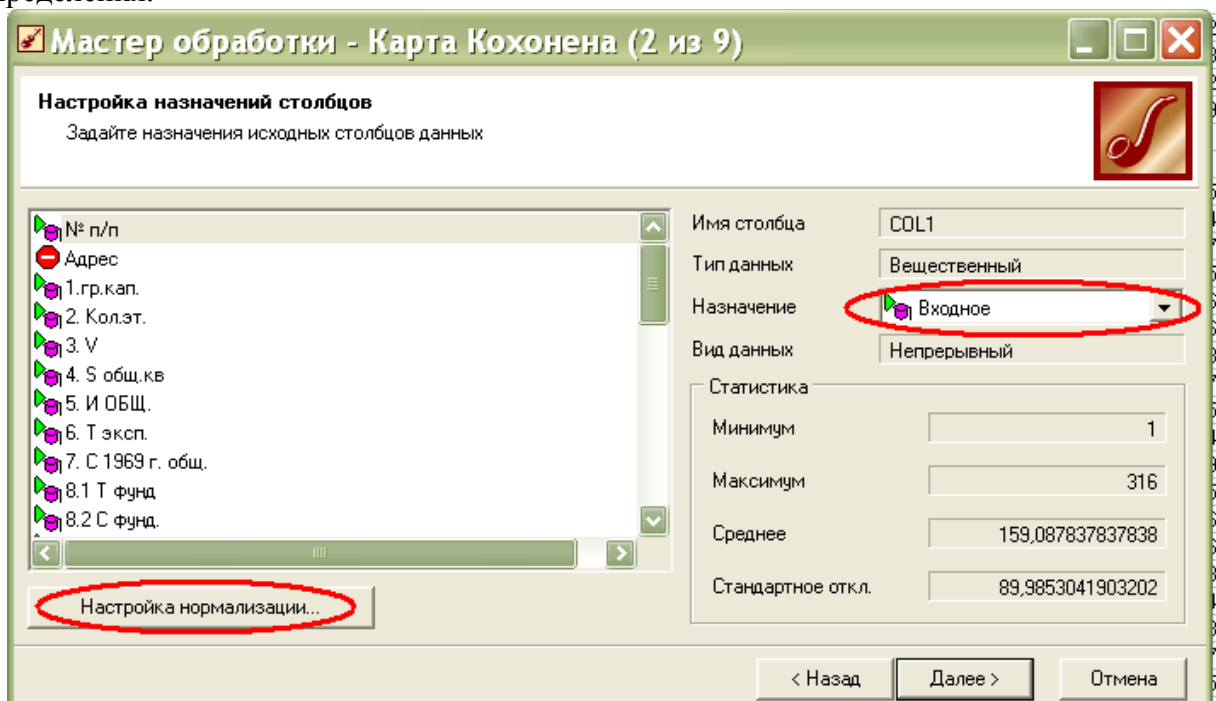 пределения.
Мастер обработки - Карта Кохонена (2 из 9)
Настройка назначений столбцов
Задайте назначения исходных столбцов данных
№ п/п
Адрес
1.гр.кап.
2. Кол.эт.
3. V
4. S общ.кв
5. И ОБЩ.
6. Т эксп.
7. С 1969 г. общ.
8.1 Т фунд
8.2 С фунд.
Настройка нормализации...
Имя столбца COL1
Тип данных Вещественный
Назначение Входное
Вид данных Непрерывный
Статистика
Минимум 1
Максимум 316
Среднее 159,087837837838
Стандартное откл. 89,9853041903202
< Назад Далее > Отмена